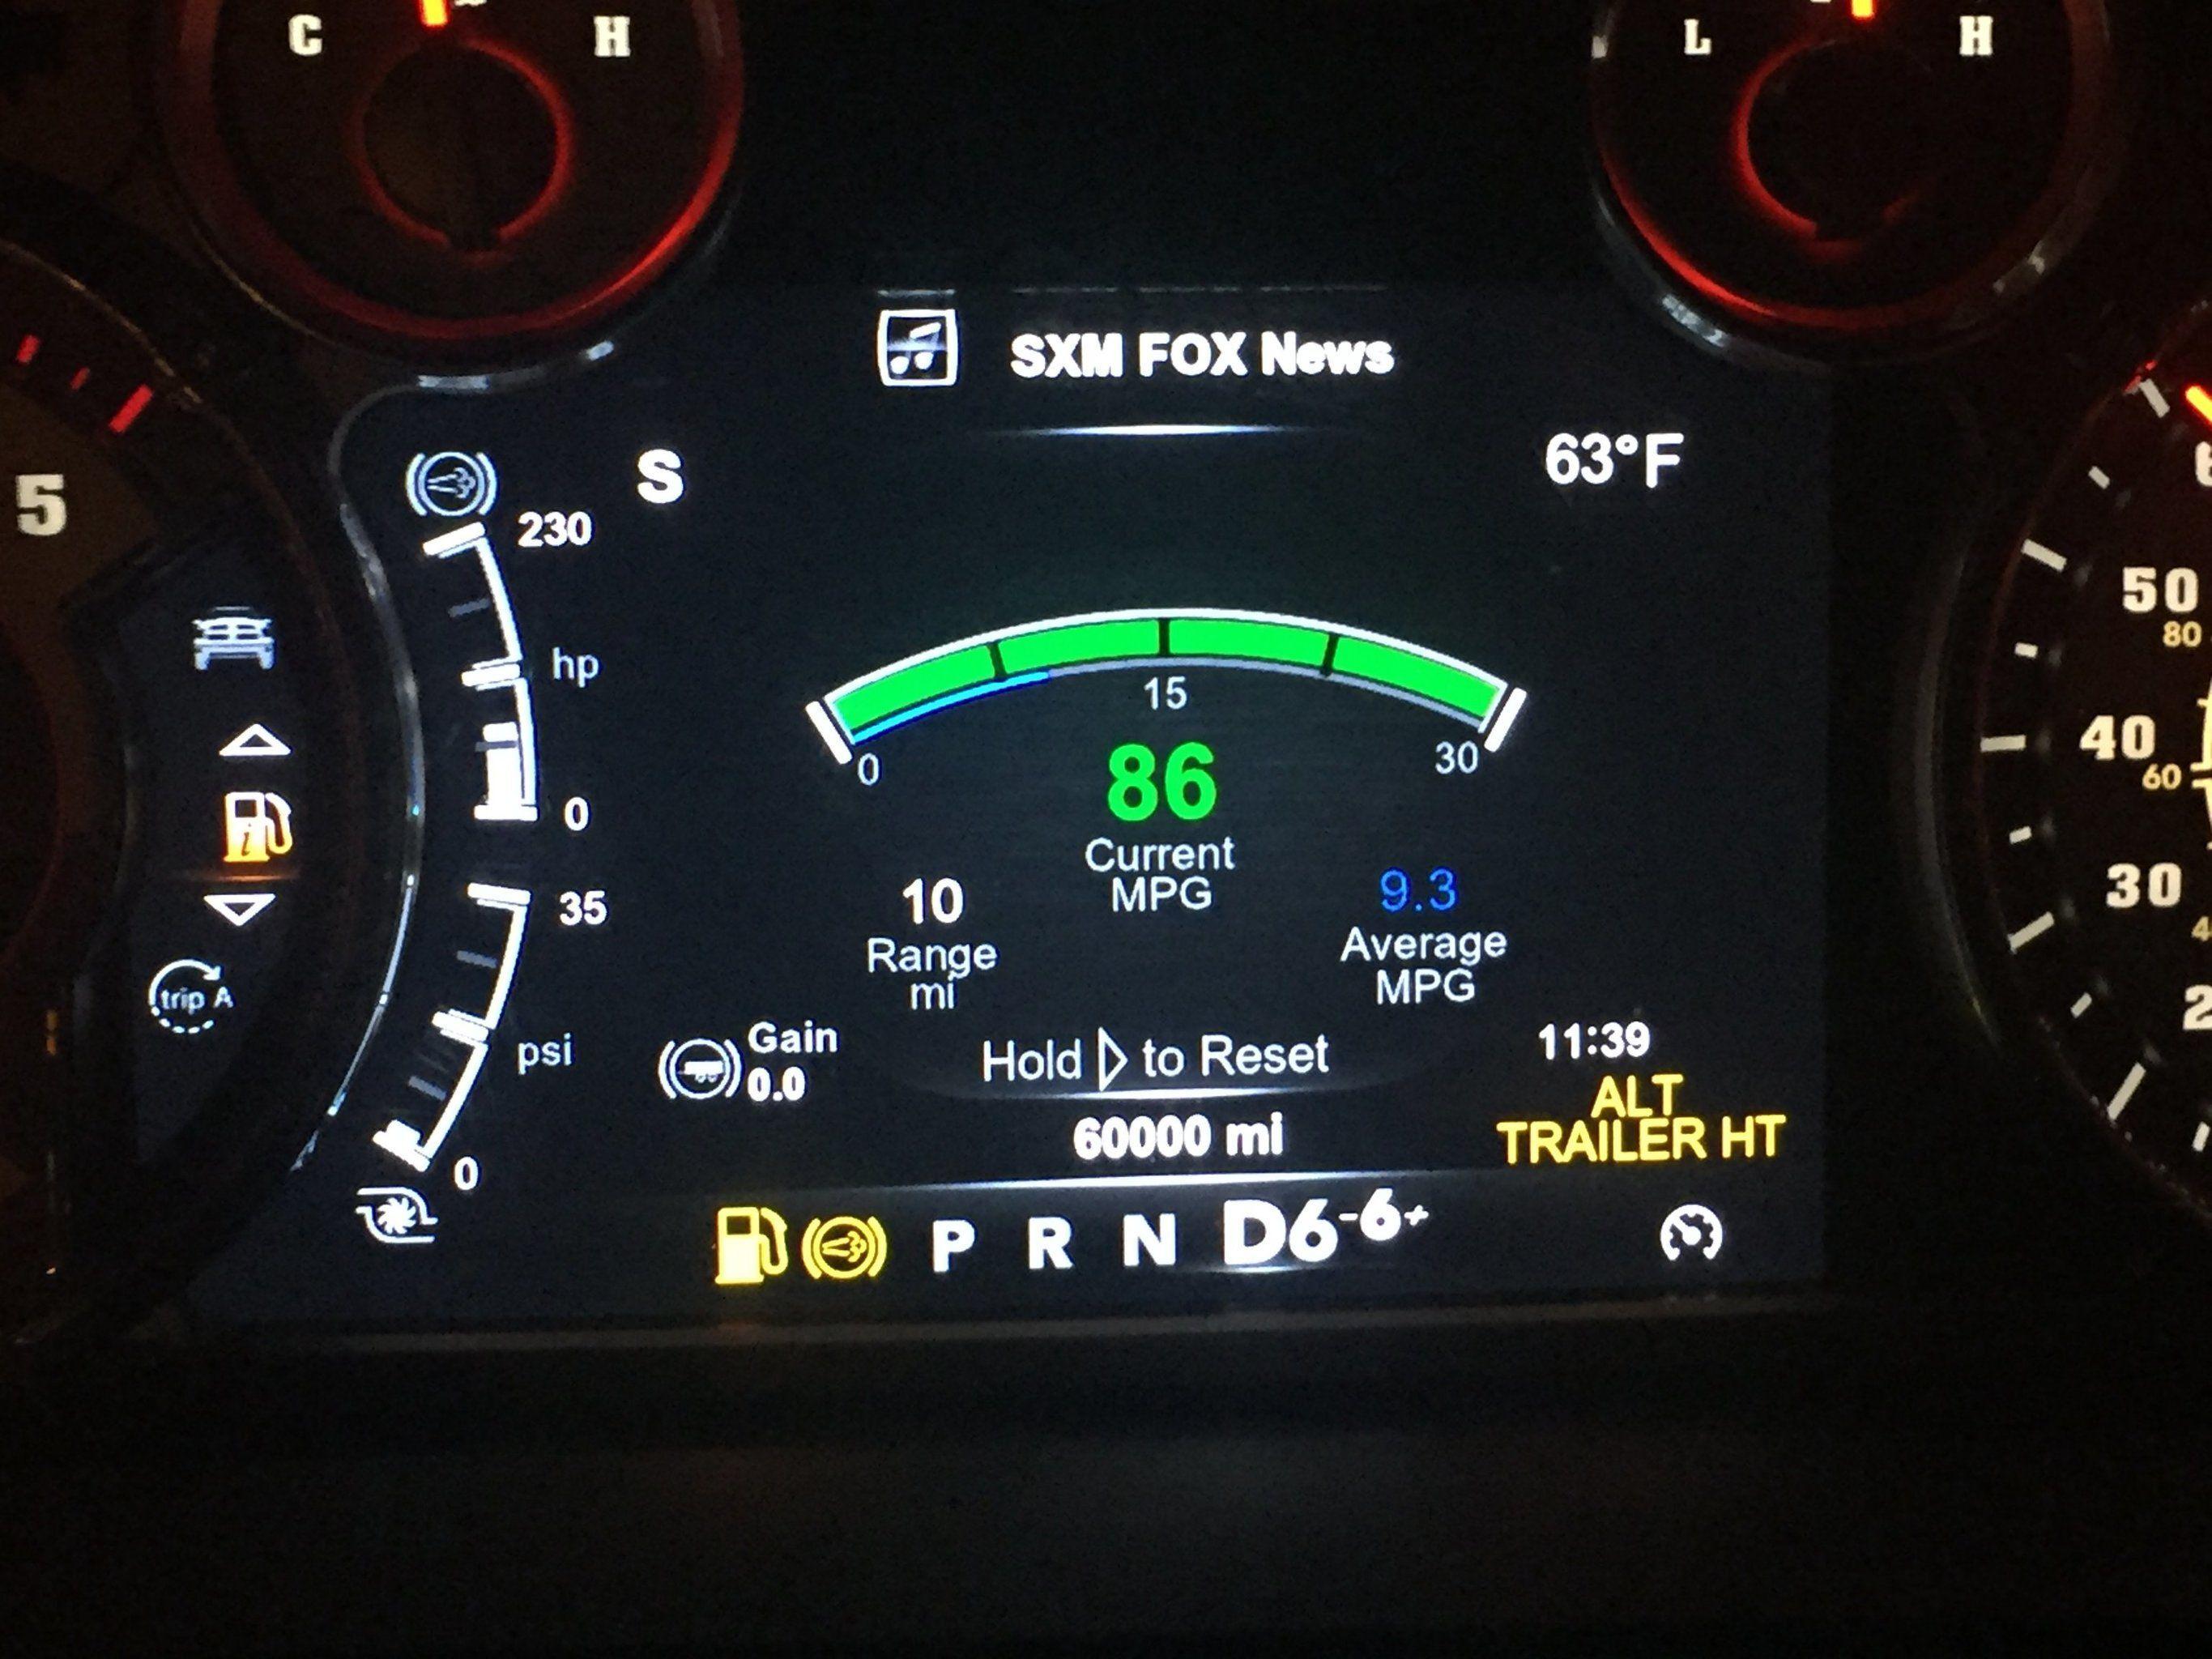 C H
L H
SXM FOX News
S
63°F
230
5
hp
0
15
0
30
86
Current
MPG
10
Range
mi
9.3
Average
MPG
35
psi
0
trip A
Gain
0.0
Hold ▷ to Reset
11:39
ALT
TRAILER HT
60000 mi
P R N D6-6+
50
80
40
60
30